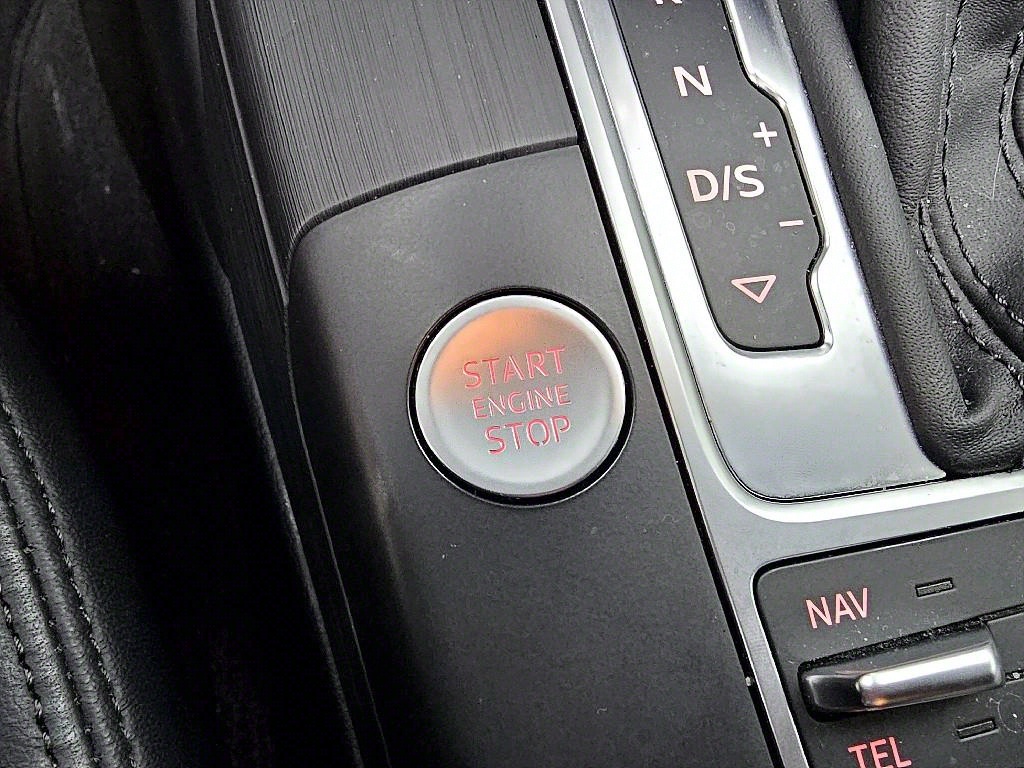 N
+
D/S
-
START
ENGINE
STOP
NAV
TEL